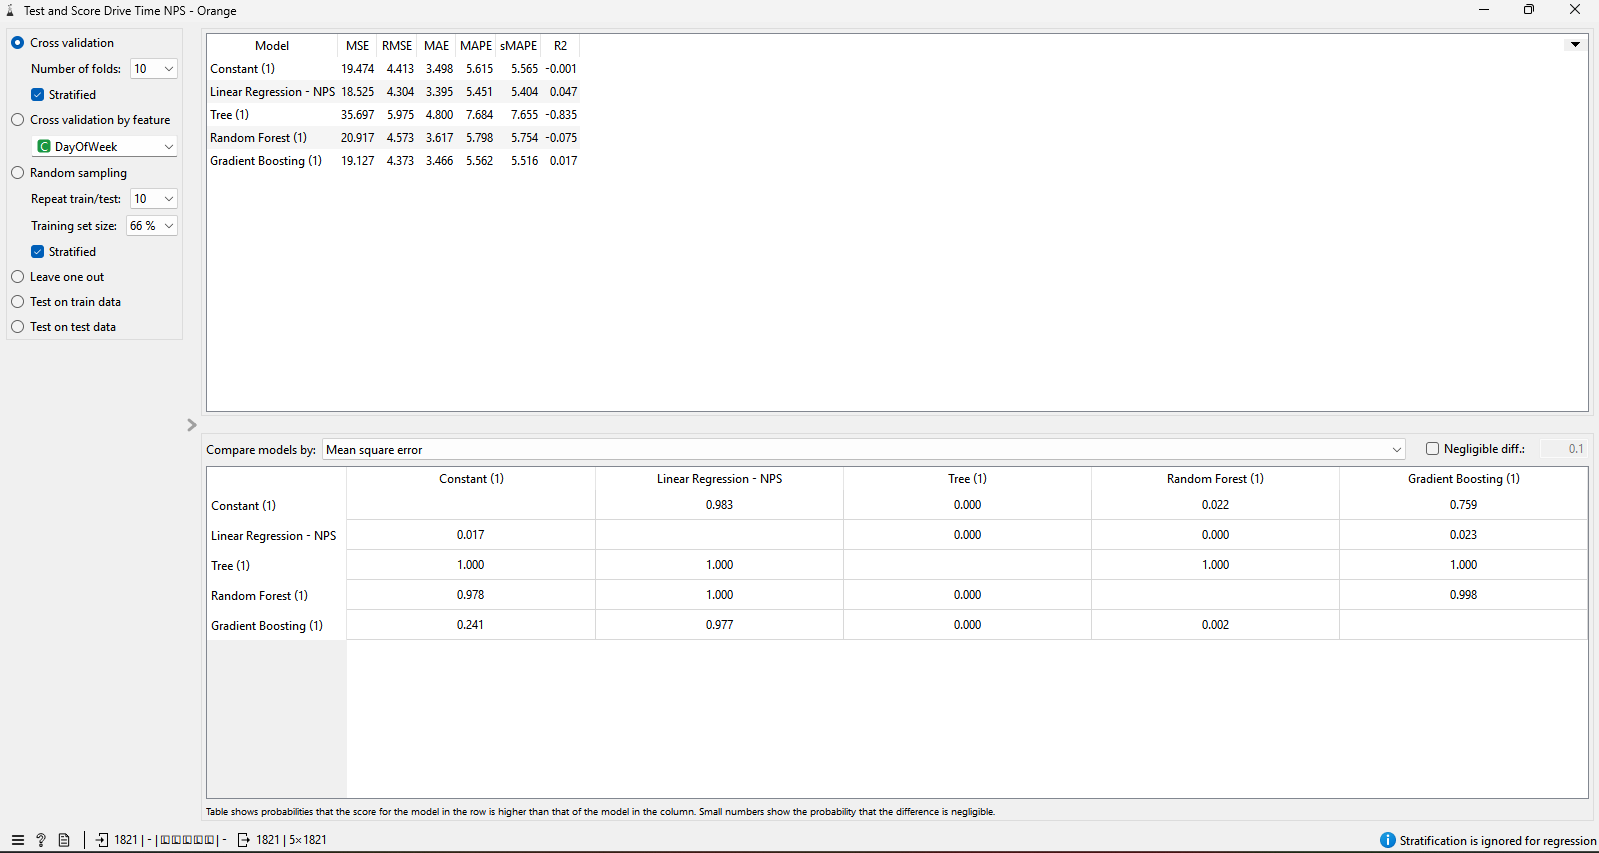 Test and Score Drive Time NPS - Orange
Cross validation
Number of folds: 10
Stratified
Cross validation by feature
C DayOfWeek
Random sampling
Repeat train/test: 10
Training set size: 66 %
Stratified
Leave one out
Test on train data
Test on test data
Model MSE RMSE MAE MAPE sMAPE R2
Constant (1) 19.474 4.413 3.498 5.615 5.565 -0.001
Linear Regression - NPS 18.525 4.304 3.395 5.451 5.404 0.047
Tree (1) 35.697 5.975 4.800 7.684 7.655 -0.835
Random Forest (1) 20.917 4.573 3.617 5.798 5.754 -0.075
Gradient Boosting (1) 19.127 4.373 3.466 5.562 5.516 0.017
Compare models by: Mean square error
Negligible diff.: 0.1
Constant (1) Linear Regression - NPS Tree (1) Random Forest (1) Gradient Boosting (1)
Constant (1) 0.983 0.000 0.022 0.759
Linear Regression - NPS 0.017 0.000 0.000 0.023
Tree (1) 1.000 1.000 1.000 1.000
Random Forest (1) 0.978 1.000 0.000 0.998
Gradient Boosting (1) 0.241 0.977 0.000 0.002
Table shows probabilities that the score for the model in the row is higher than that of the model in the column. Small numbers show the probability that the difference is negligible.
1821 | - | | - 1821 | 5×1821
Stratification is ignored for regression